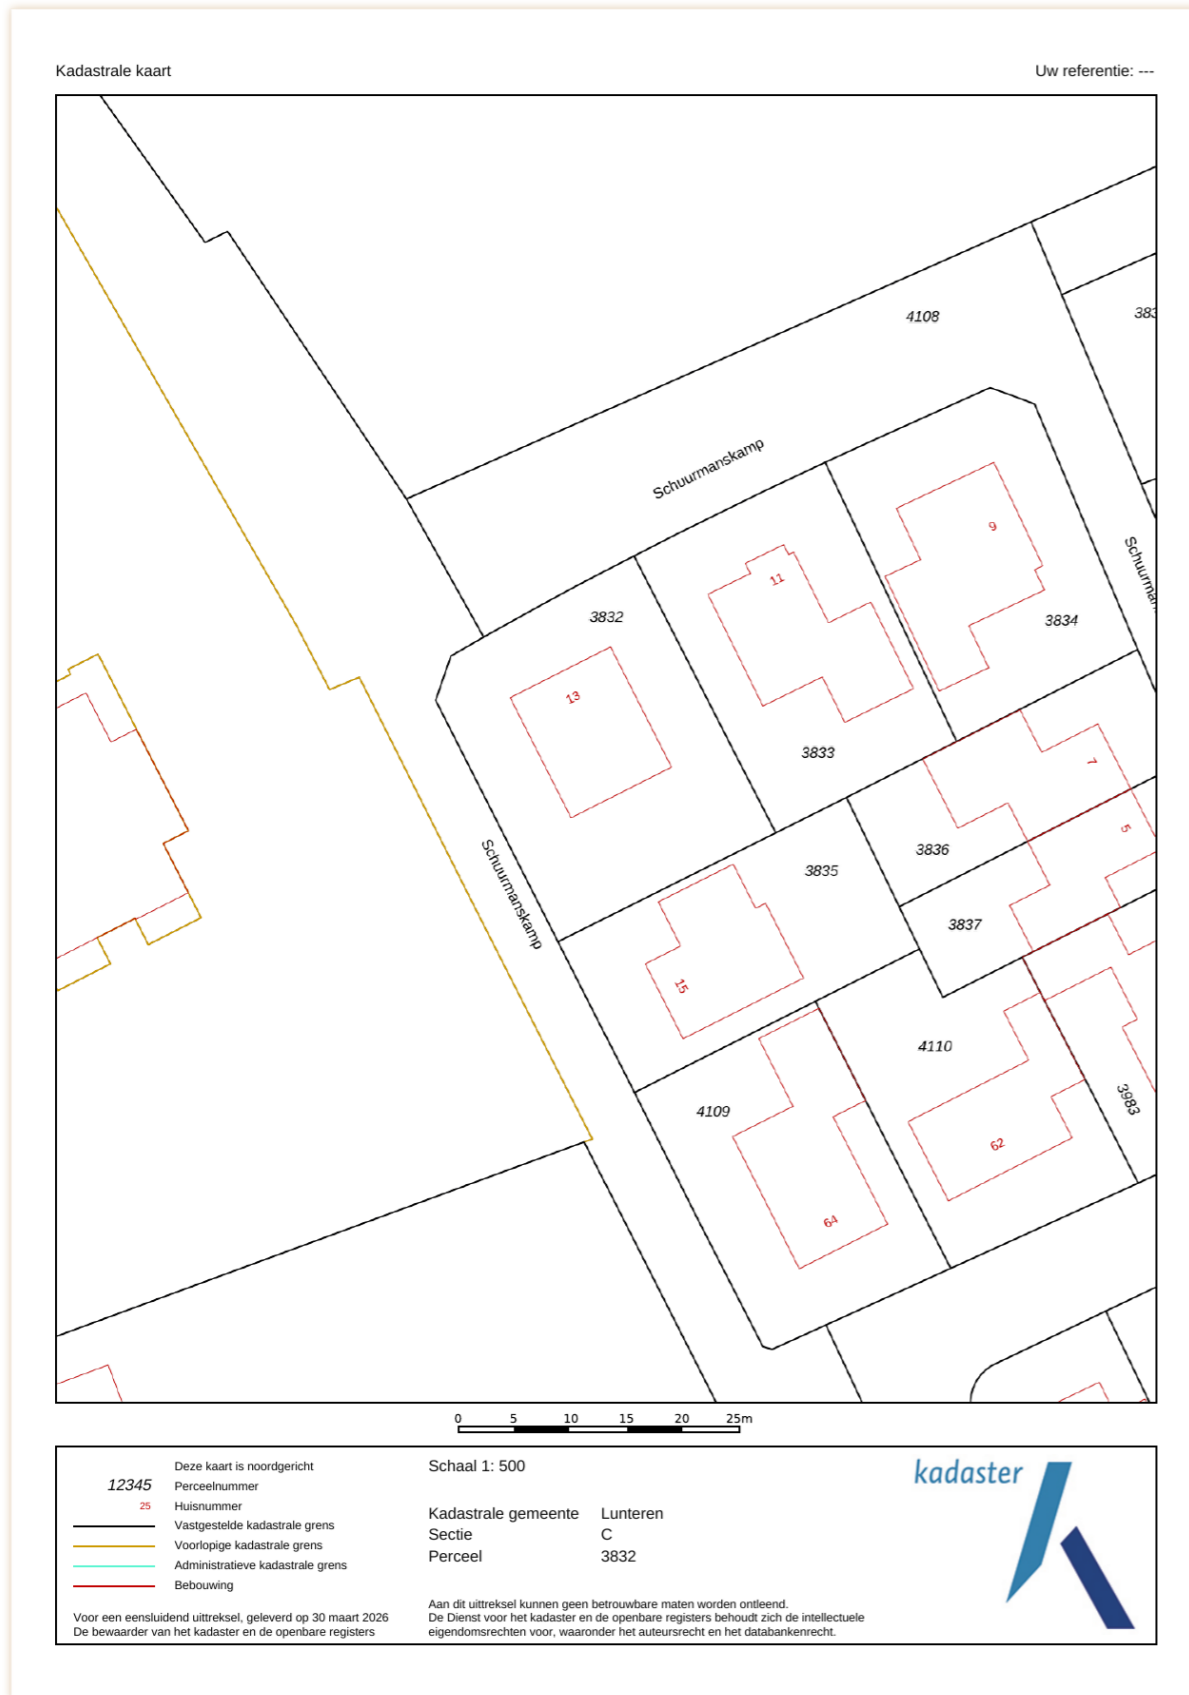 Kadastrale kaart
Uw referentie: ---
4108
383
Schuurmanskamp
9
11
3832
3834
13
3833
7
5
3836
3835
Schuurmanskamp
3837
15
4110
4109
3983
62
64
0 5 10 15 20 25m
Deze kaart is noordgericht
12345 Perceelnummer
25 Huisnummer
Vastgestelde kadastrale grens
Voorlopige kadastrale grens
Administratieve kadastrale grens
Bebouwing
Voor een eensluidend uittreksel, geleverd op 30 maart 2026
De bewaarder van het kadaster en de openbare registers
Schaal 1: 500
Kadastrale gemeente Lunteren
Sectie C
Perceel 3832
Aan dit uittreksel kunnen geen betrouwbare maten worden ontleend.
De Dienst voor het kadaster en de openbare registers behoudt zich de intellectuele
eigendomsrechten voor, waaronder het auteursrecht en het databankenrecht.
kadaster